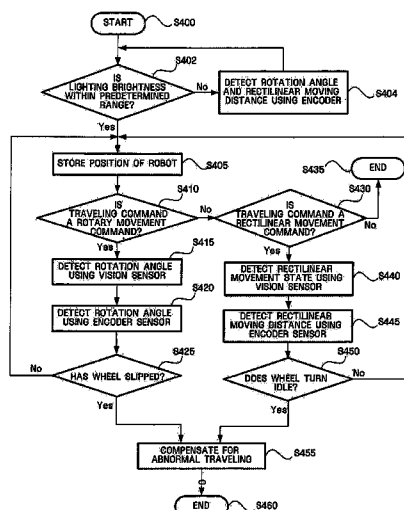 START
S400
S402
IS
LIGHTING BRIGHTNESS
WITHIN PREDETERMINED
RANGE?
No
DETECT ROTATION ANGLE
AND RECTILINEAR MOVING
DISTANCE USING ENCODER
S404
Yes
STORE POSITION OF ROBOT
S405
S435
END
S410
IS
TRAVELING COMMAND
A ROTARY MOVEMENT
COMMAND?
No
S430
IS
TRAVELING COMMAND A
RECTILINEAR MOVEMENT
COMMAND?
No
Yes
S415
DETECT ROTATION ANGLE
USING VISION SENSOR
Yes
DETECT RECTILINEAR
MOVEMENT STATE USING
VISION SENSOR
S440
S420
DETECT ROTATION ANGLE
USING ENCODER SENSOR
DETECT RECTILINEAR
MOVING DISTANCE USING
ENCODER SENSOR
S445
No
S425
HAS WHEEL SLIPPED?
Yes
S450
DOES WHEEL TURN
IDLE?
No
Yes
COMPENSATE FOR
ABNORMAL TRAVELING
S455
END
S460